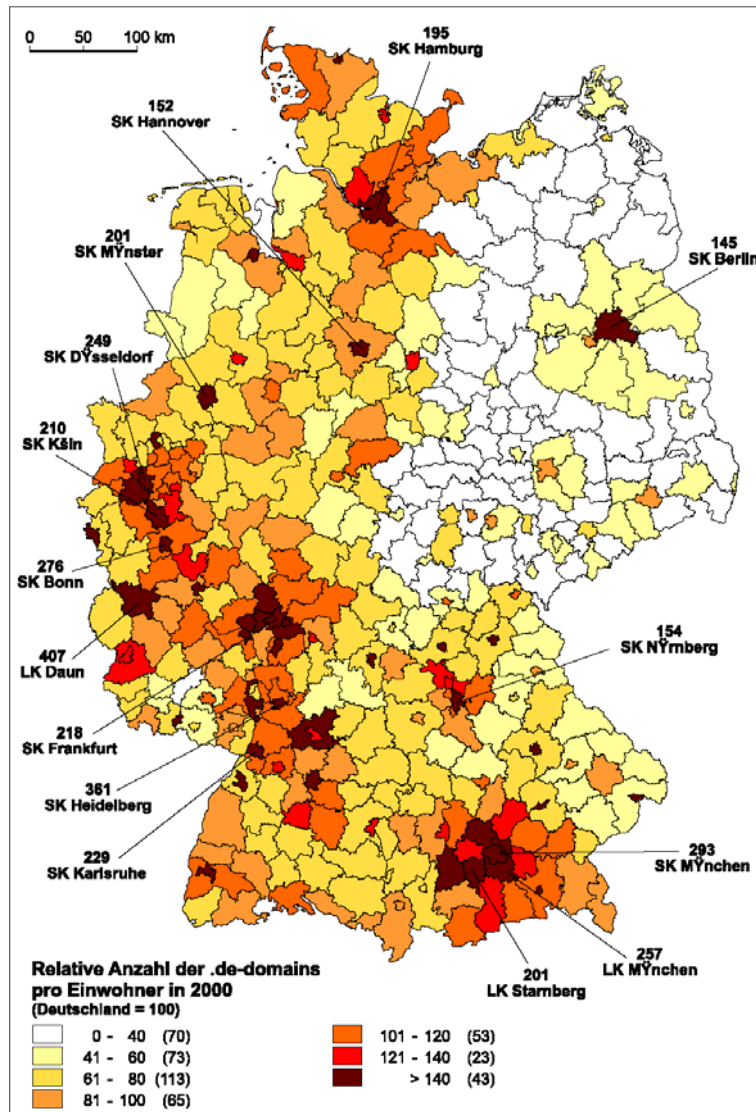 0 50 100 km
195
SK Hamburg
152
SK Hannover
201
SK MŸnster
145
SK Berlin
249
SK DŸsseldorf
210
SK Kšln
276
SK Bonn
154
SK NŸrnberg
407
LK Daun
218
SK Frankfurt
361
SK Heidelberg
229
SK Karlsruhe
293
SK MŸnchen
257
LK MŸnchen
201
LK Starnberg
Relative Anzahl der .de-domains
pro Einwohner in 2000
(Deutschland = 100)
0 - 40 (70)
41 - 60 (73)
61 - 80 (113)
81 - 100 (65)
101 - 120 (53)
121 - 140 (23)
> 140 (43)